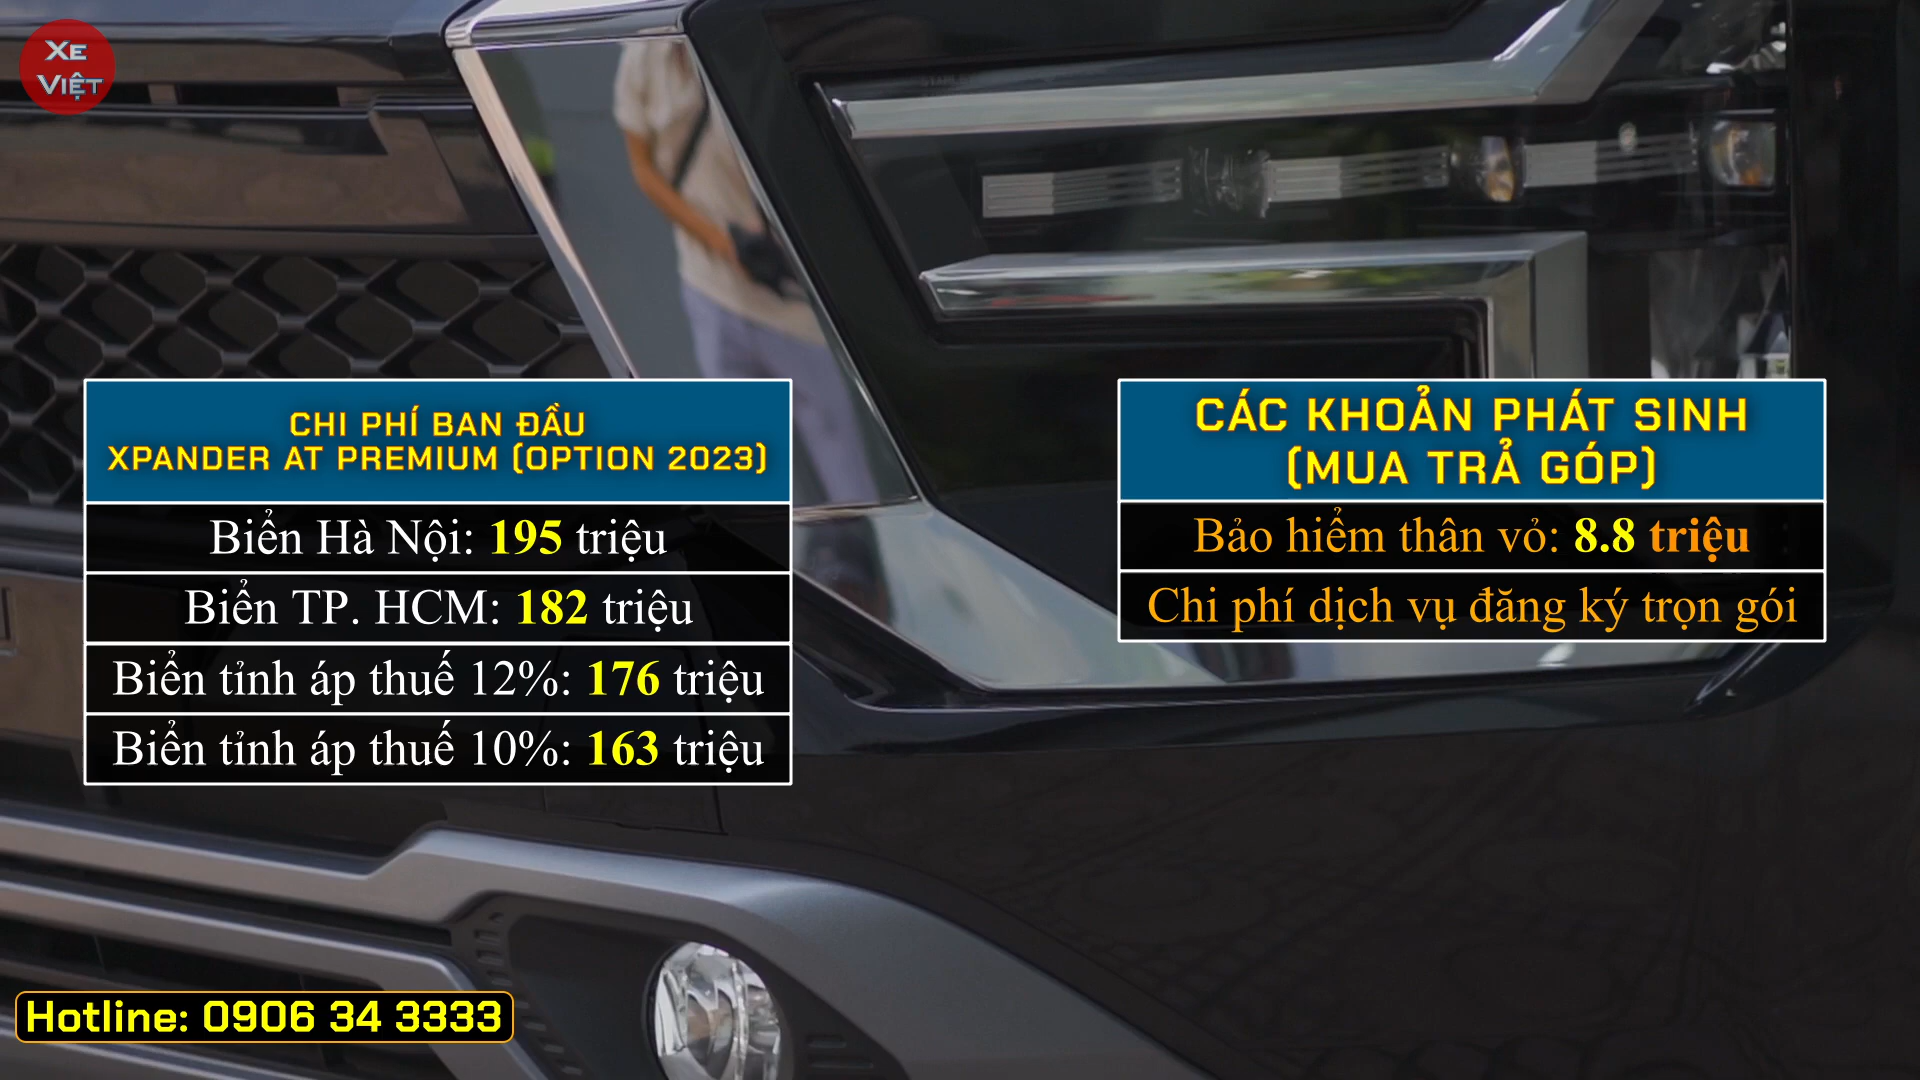 XE
VIỆT
CHI PHÍ BAN ĐẦU
XPANDER AT PREMIUM (OPTION 2023)
Biển Hà Nội: 195 triệu
Biển TP. HCM: 182 triệu
Biển tỉnh áp thuế 12%: 176 triệu
Biển tỉnh áp thuế 10%: 163 triệu
CÁC KHOẢN PHÁT SINH
(MUA TRẢ GÓP)
Bảo hiểm thân vỏ: 8.8 triệu
Chi phí dịch vụ đăng ký trọn gói
Hotline: 0906 34 3333